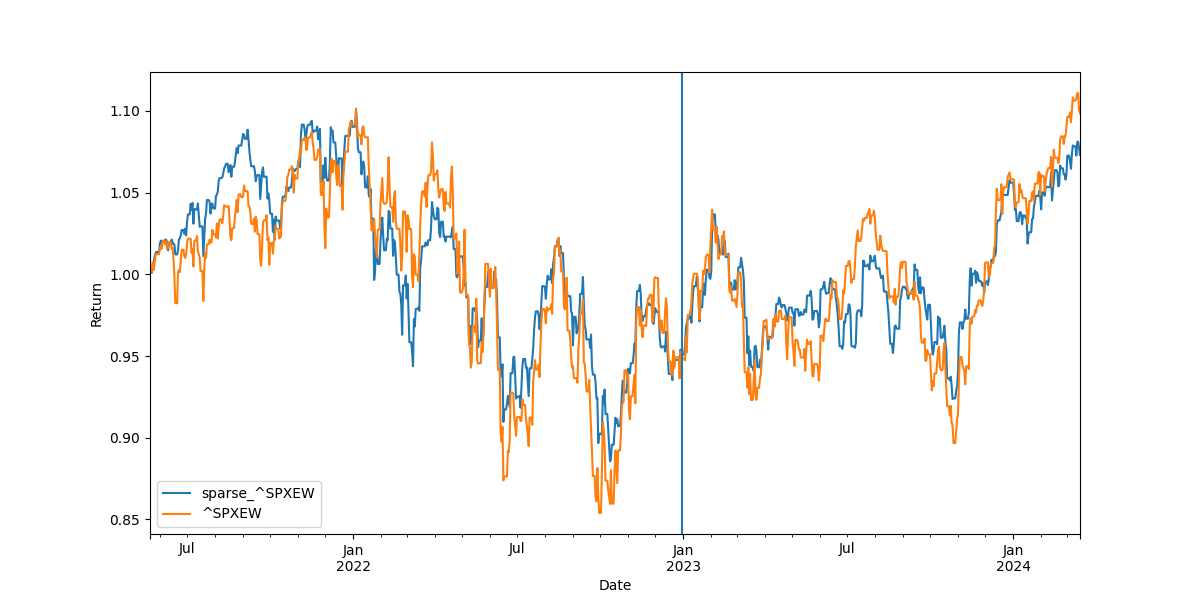 1.10
1.05
1.00
0.95
0.90
0.85
Return
sparse_^SPXEW
^SPXEW
Jul
Jan
2022
Jul
Jan
2023
Jul
Jan
2024
Date